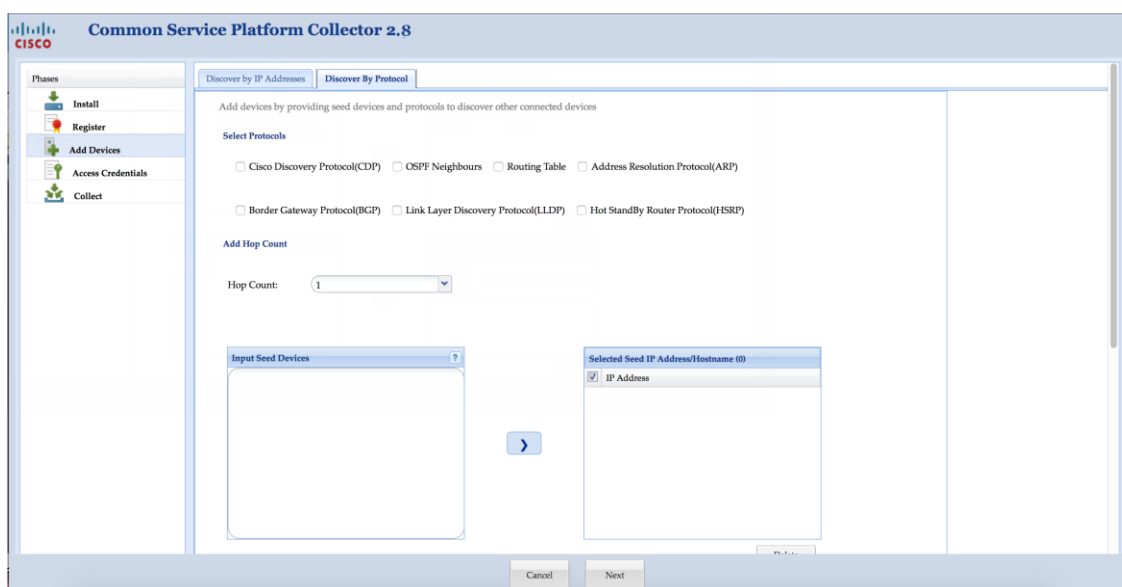 CISCO
Common Service Platform Collector 2.8
Phases
Install
Register
Add Devices
Access Credentials
Collect
Discover by IP Addresses
Discover By Protocol
Add devices by providing seed devices and protocols to discover other connected devices
Select Protocols
Cisco Discovery Protocol(CDP) OSPF Neighbours Routing Table Address Resolution Protocol(ARP)
Border Gateway Protocol(BGP) Link Layer Discovery Protocol(LLDP) Hot StandBy Router Protocol(HSRP)
Add Hop Count
Hop Count: 1
Input Seed Devices ?
Selected Seed IP Address/Hostname (0)
IP Address
Cancel Next